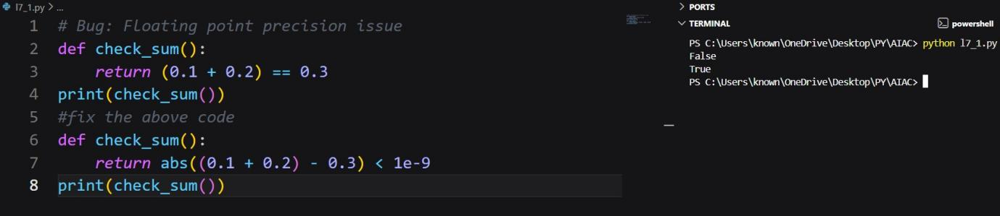 l7_1.py > ...
1 # Bug: Floating point precision issue
2 def check_sum():
3     return (0.1 + 0.2) == 0.3
4 print(check_sum())
5 #fix the above code
6 def check_sum():
7     return abs((0.1 + 0.2) - 0.3) < 1e-9
8 print(check_sum())
PORTS
TERMINAL powershell
PS C:\Users\known\OneDrive\Desktop\PY\AIAC> python l7_1.py
False
True
PS C:\Users\known\OneDrive\Desktop\PY\AIAC>